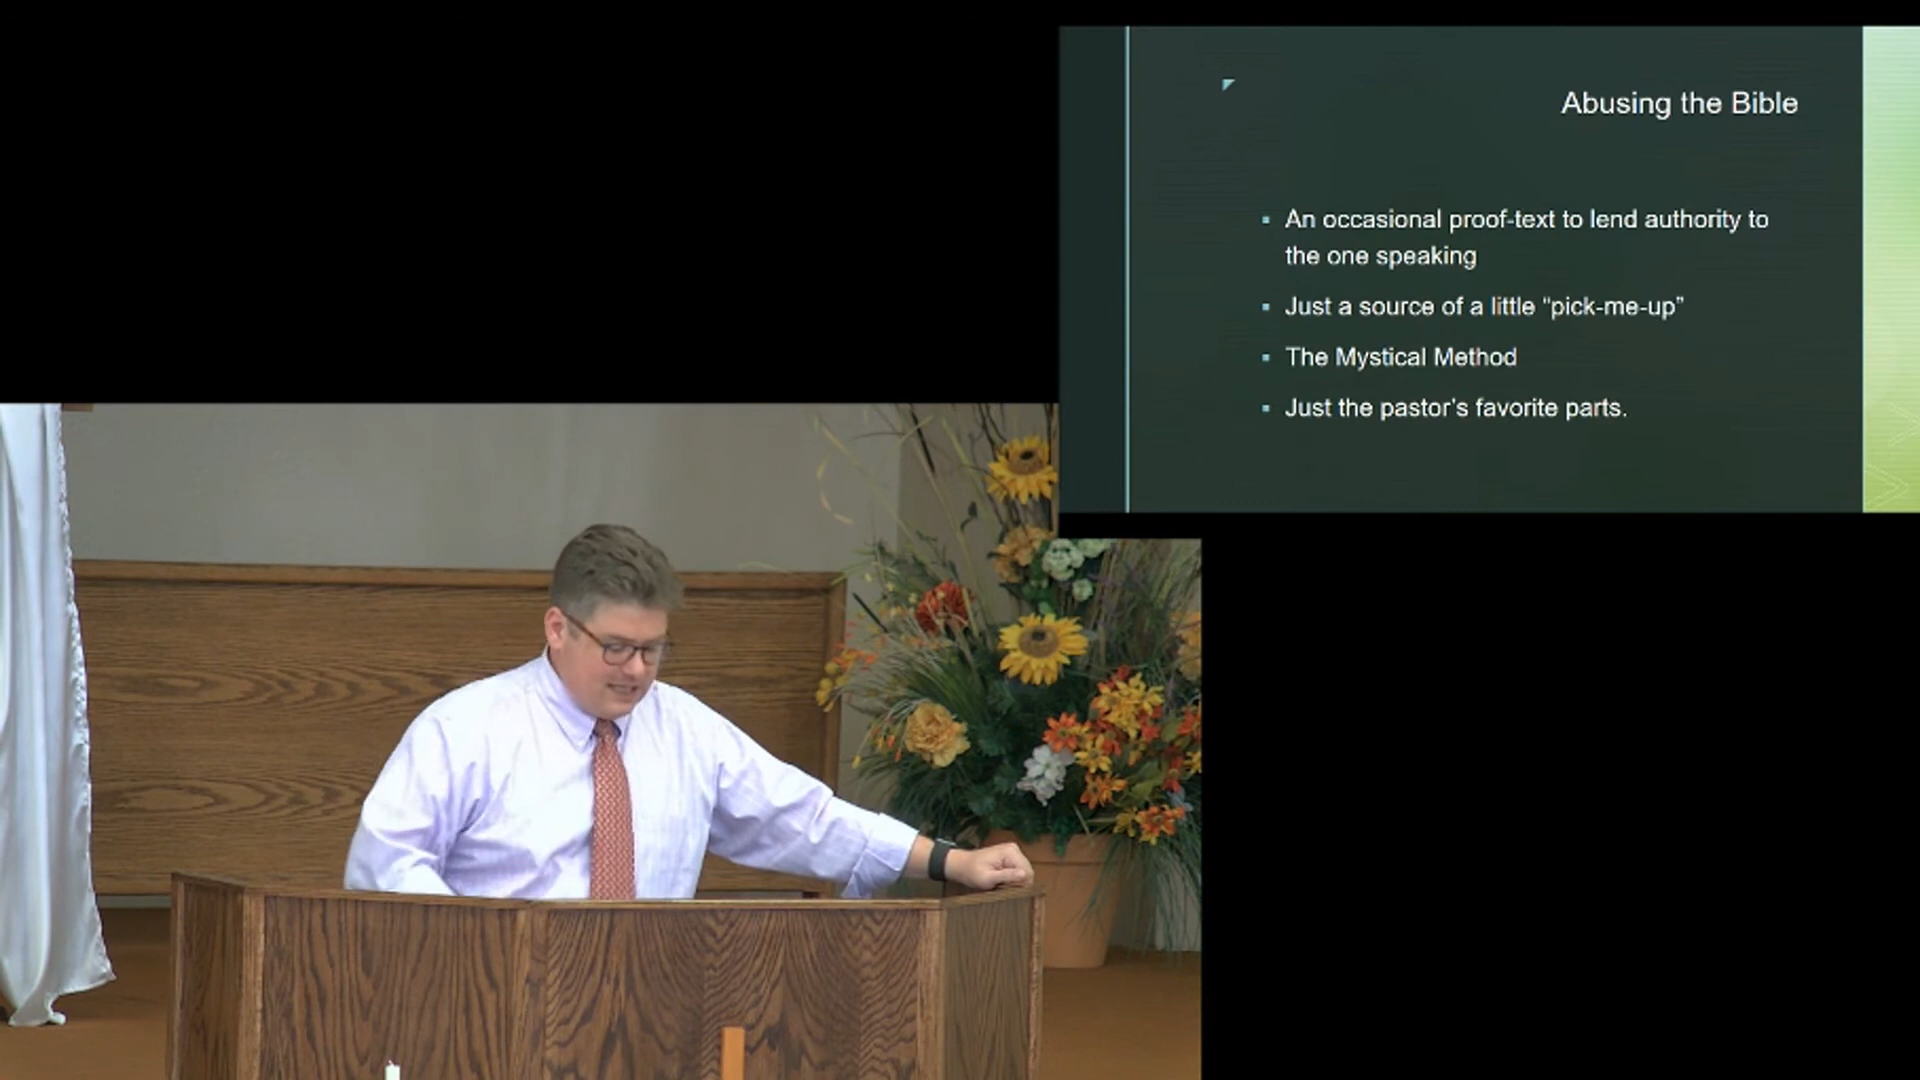 Abusing the Bible
▪ An occasional proof-text to lend authority to
the one speaking
▪ Just a source of a little “pick-me-up”
▪ The Mystical Method
▪ Just the pastor’s favorite parts.